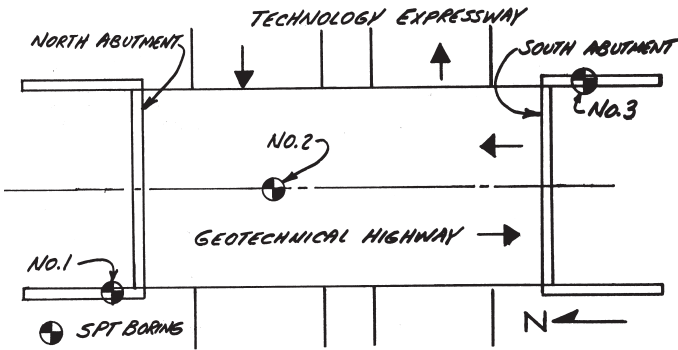 TECHNOLOGY EXPRESSWAY
NORTH ABUTMENT
SOUTH ABUTMENT
NO.3
NO.2
GEOTECHNICAL HIGHWAY
NO.1
SPT BORING
N